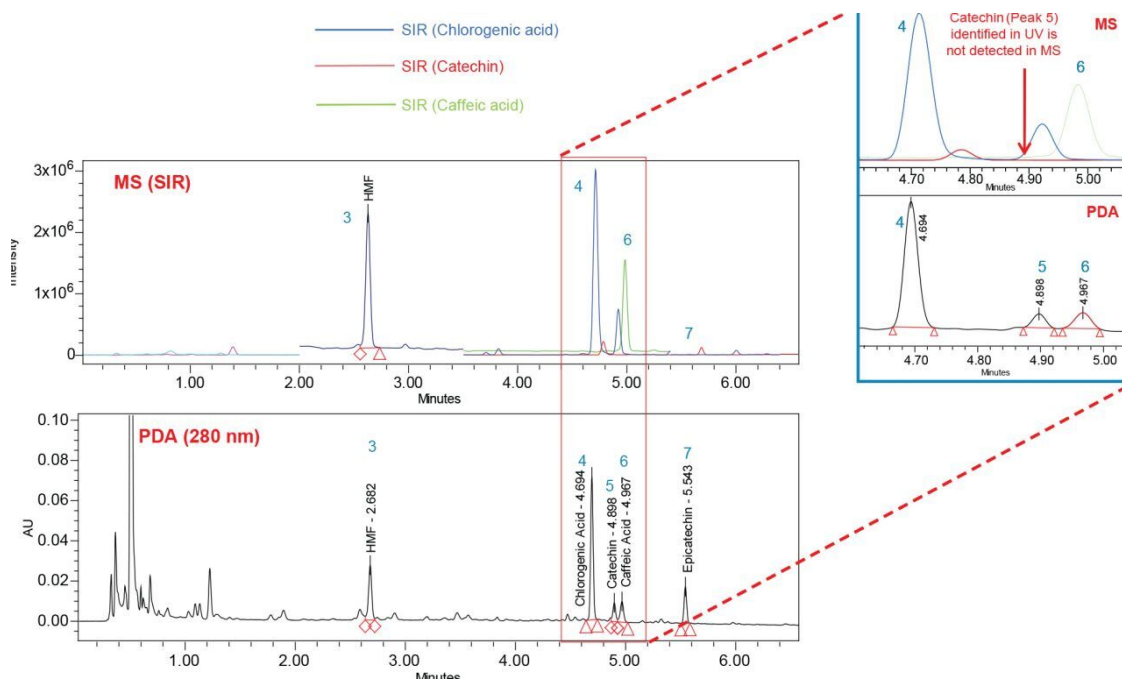 SIR (Chlorogenic acid)
SIR (Catechin)
SIR (Caffeic acid)
MS (SIR)
3x10⁶
2x10⁶
1x10⁶
0
Intensity
3
HMF
4
6
7
1.00 2.00 3.00 4.00 5.00 6.00
Minutes
PDA (280 nm)
0.10
0.08
0.06
0.04
0.02
0.00
AU
3
HMF - 2.682
4
Chlorogenic Acid - 4.694
5
Catechin - 4.898
6
Caffeic Acid - 4.967
7
Epicatechin - 5.543
1.00 2.00 3.00 4.00 5.00 6.00
Minutes
4
Catechin (Peak 5)
identified in UV is
not detected in MS
MS
6
4.70 4.80 4.90 5.00
Minutes
PDA
4
4.694
5
4.898
6
4.967
4.70 4.80 4.90 5.00
Minutes